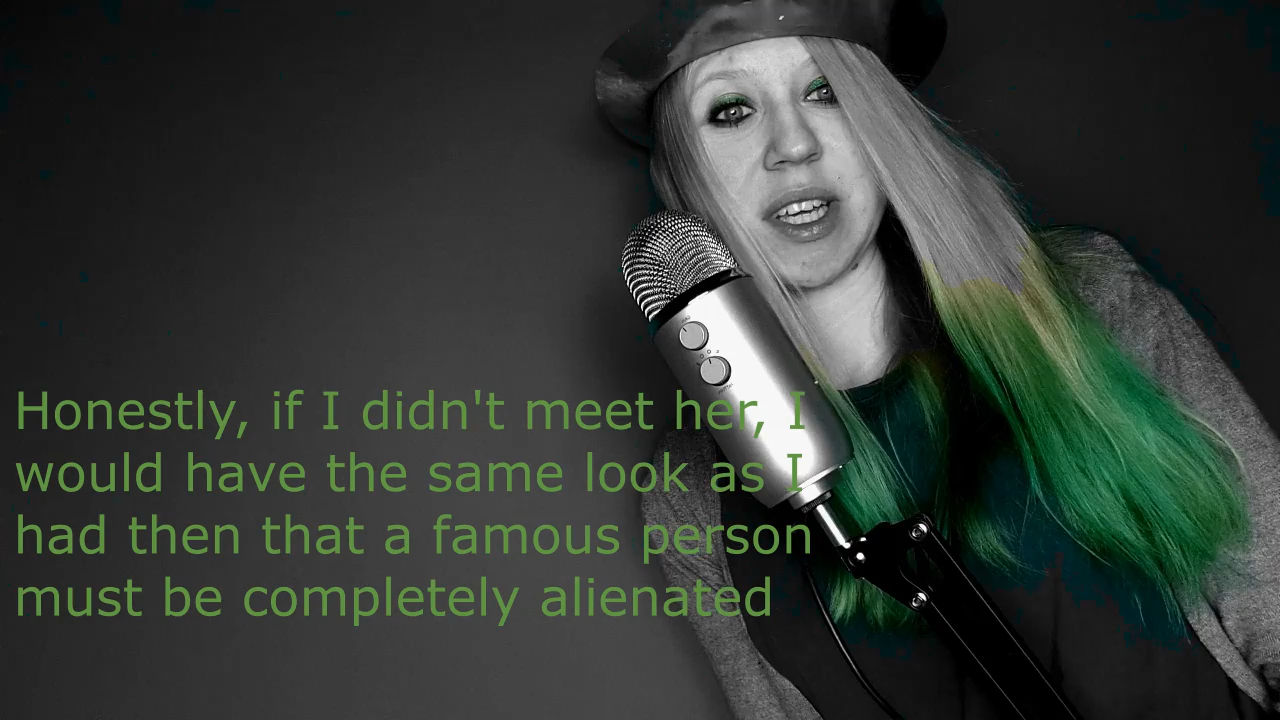 Honestly, if I didn't meet her, I
would have the same look as I
had then that a famous person
must be completely alienated